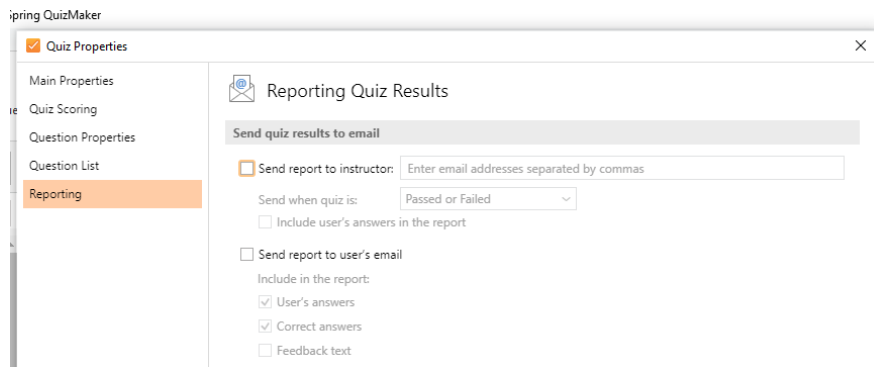 spring QuizMaker
Quiz Properties
Main Properties
Quiz Scoring
Question Properties
Question List
Reporting
Reporting Quiz Results
Send quiz results to email
Send report to instructor: Enter email addresses separated by commas
Send when quiz is: Passed or Failed
Include user's answers in the report
Send report to user's email
Include in the report:
User's answers
Correct answers
Feedback text